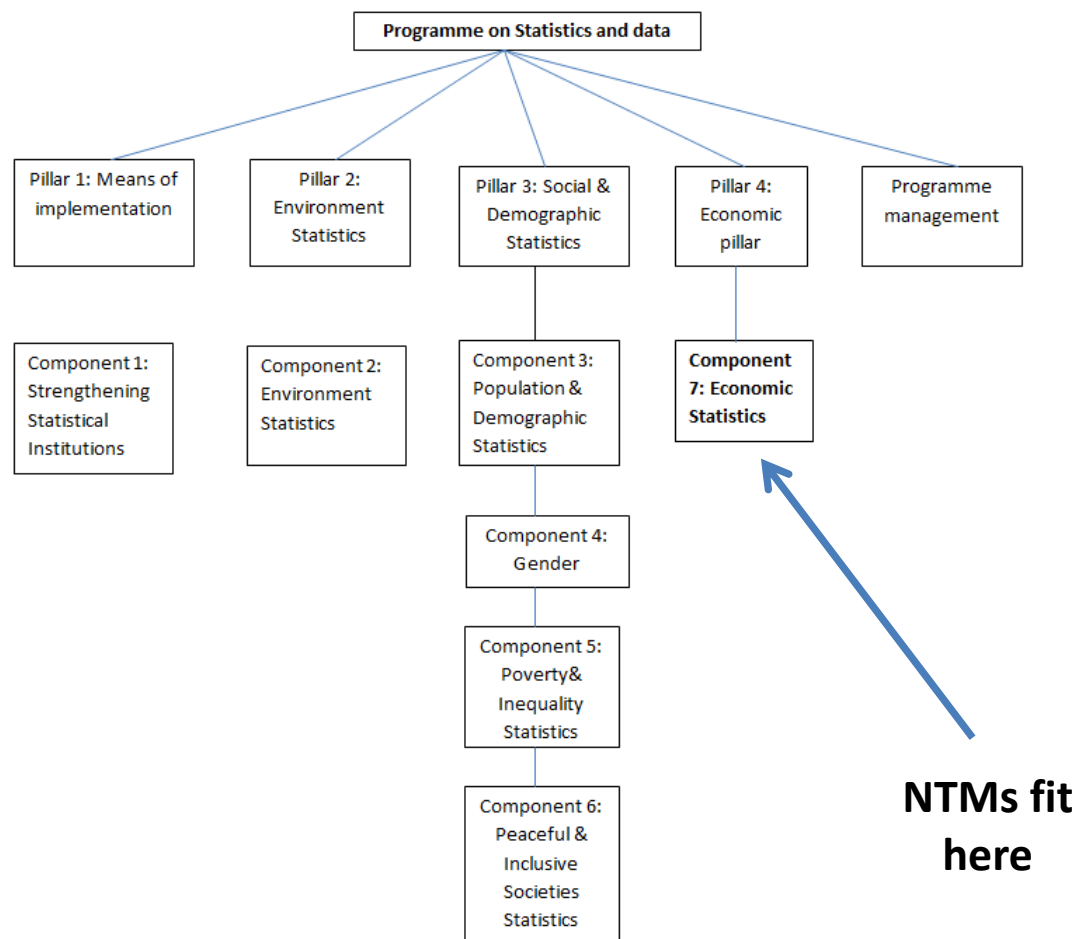 Programme on Statistics and data
Pillar 1: Means of
implementation
Pillar 2:
Environment
Statistics
Pillar 3: Social &
Demographic
Statistics
Pillar 4:
Economic
pillar
Programme
management
Component 1:
Strengthening
Statistical
Institutions
Component 2:
Environment
Statistics
Component 3:
Population &
Demographic
Statistics
Component
7: Economic
Statistics
Component 4:
Gender
Component 5:
Poverty&
Inequality
Statistics
Component 6:
Peaceful &
Inclusive
Societies
Statistics
NTMs fit
here